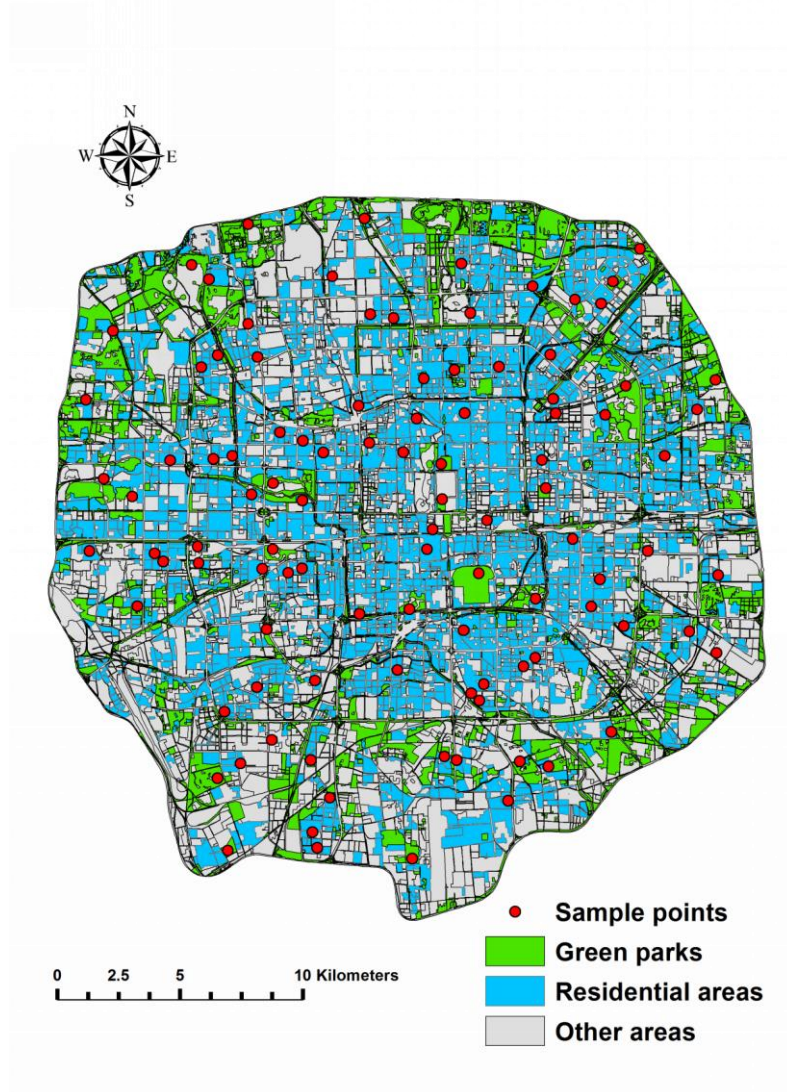 N
W E
S
Sample points
Green parks
Residential areas
Other areas
0 2.5 5 10 Kilometers